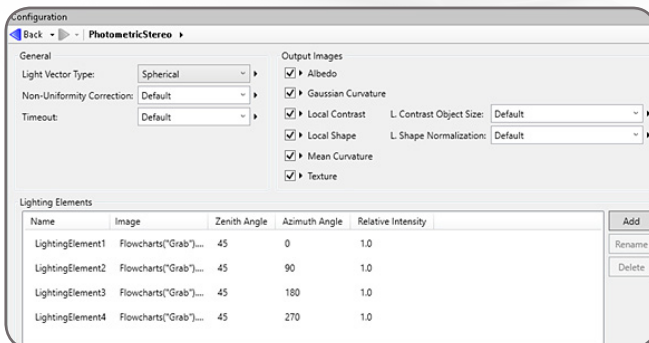 Configuration
Back PhotometricStereo
General
Light Vector Type: Spherical
Non-Uniformity Correction: Default
Timeout: Default
Output Images
Albedo
Gaussian Curvature
Local Contrast L. Contrast Object Size: Default
Local Shape L. Shape Normalization: Default
Mean Curvature
Texture
Lighting Elements
Name Image Zenith Angle Azimuth Angle Relative Intensity
LightingElement1 Flowcharts("Grab").... 45 0 1.0
LightingElement2 Flowcharts("Grab").... 45 90 1.0
LightingElement3 Flowcharts("Grab").... 45 180 1.0
LightingElement4 Flowcharts("Grab").... 45 270 1.0
Add
Rename
Delete